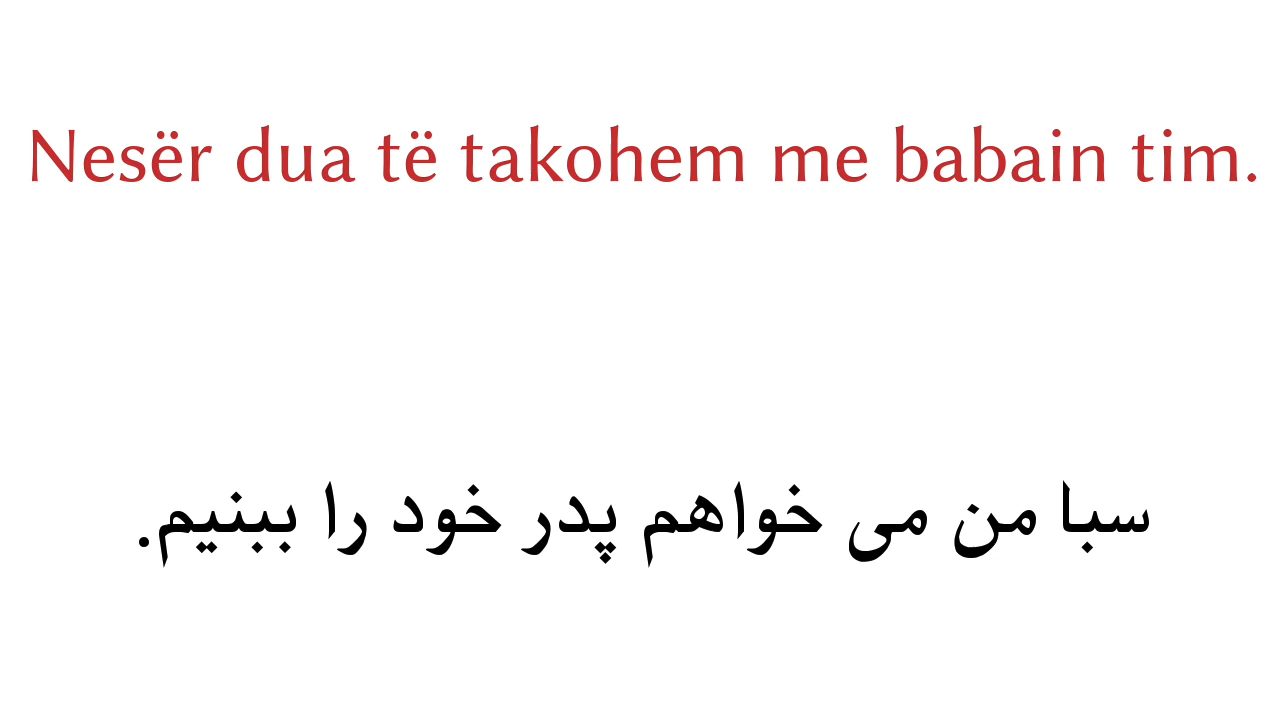 Nesër dua të takohem me babain tim.
سبا من می خواهم پدر خود را ببنیم.